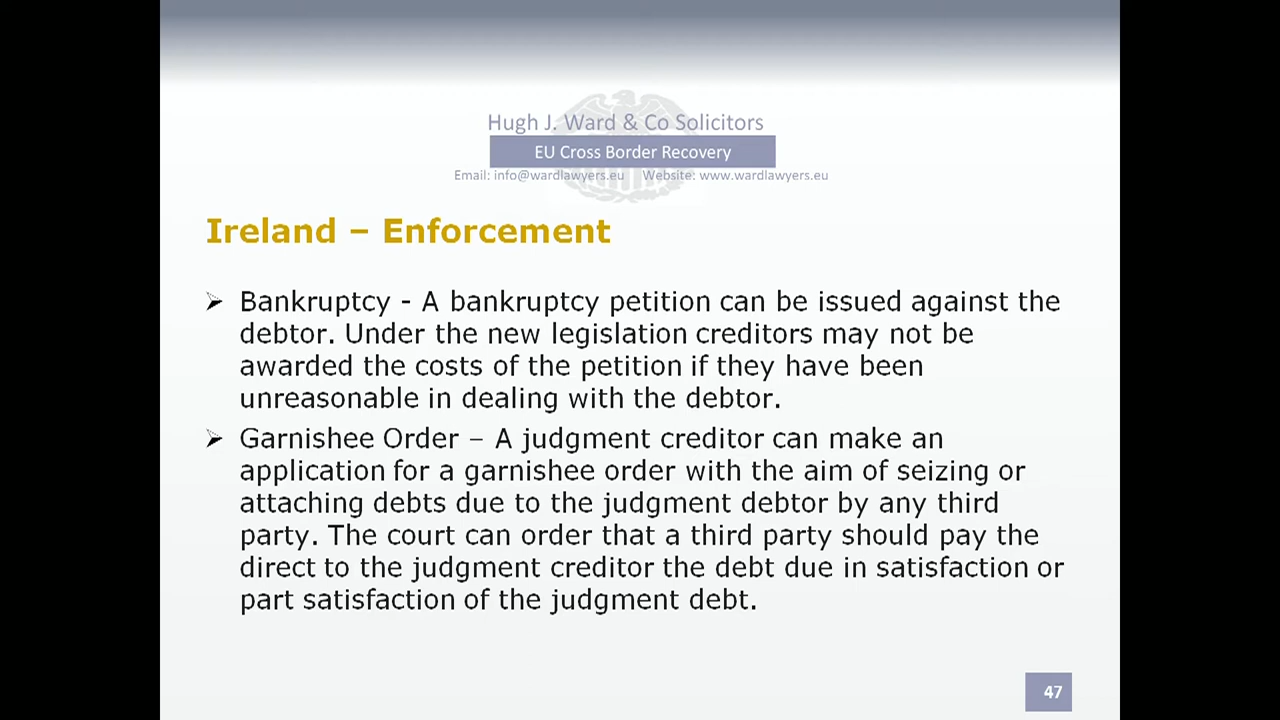 Hugh J. Ward & Co Solicitors
EU Cross Border Recovery
Email: info@wardlawyers.eu Website: www.wardlawyers.eu
Ireland – Enforcement
➢ Bankruptcy - A bankruptcy petition can be issued against the
debtor. Under the new legislation creditors may not be
awarded the costs of the petition if they have been
unreasonable in dealing with the debtor.
➢ Garnishee Order – A judgment creditor can make an
application for a garnishee order with the aim of seizing or
attaching debts due to the judgment debtor by any third
party. The court can order that a third party should pay the
direct to the judgment creditor the debt due in satisfaction or
part satisfaction of the judgment debt.
47